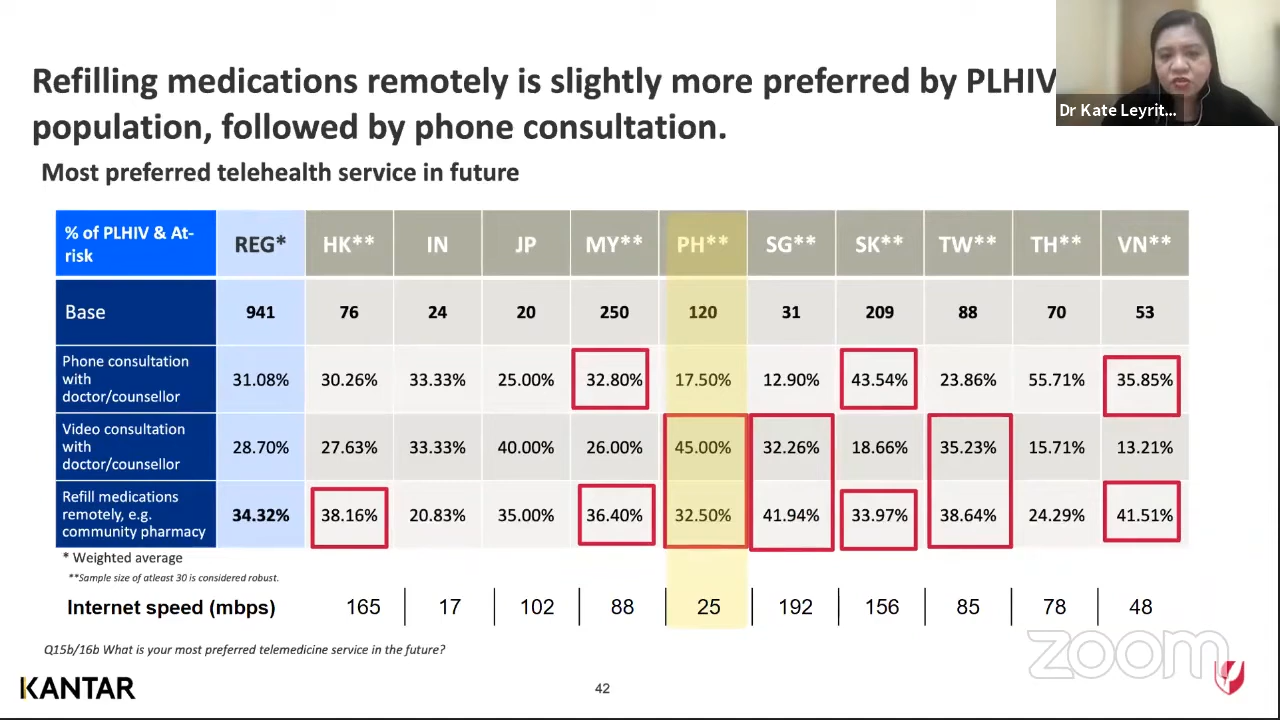 Refilling medications remotely is slightly more preferred by PLHIV
population, followed by phone consultation.
Dr Kate Leyrit...
Most preferred telehealth service in future
% of PLHIV & At-risk REG* HK** IN JP MY** PH** SG** SK** TW** TH** VN**
Base 941 76 24 20 250 120 31 209 88 70 53
Phone consultation with doctor/counsellor 31.08% 30.26% 33.33% 25.00% 32.80% 17.50% 12.90% 43.54% 23.86% 55.71% 35.85%
Video consultation with doctor/counsellor 28.70% 27.63% 33.33% 40.00% 26.00% 45.00% 32.26% 18.66% 35.23% 15.71% 13.21%
Refill medications remotely, e.g. community pharmacy 34.32% 38.16% 20.83% 35.00% 36.40% 32.50% 41.94% 33.97% 38.64% 24.29% 41.51%
* Weighted average
**Sample size of atleast 30 is considered robust.
Internet speed (mbps) 165 17 102 88 25 192 156 85 78 48
Q15b/16b What is your most preferred telemedicine service in the future?
zoom
KANTAR
42